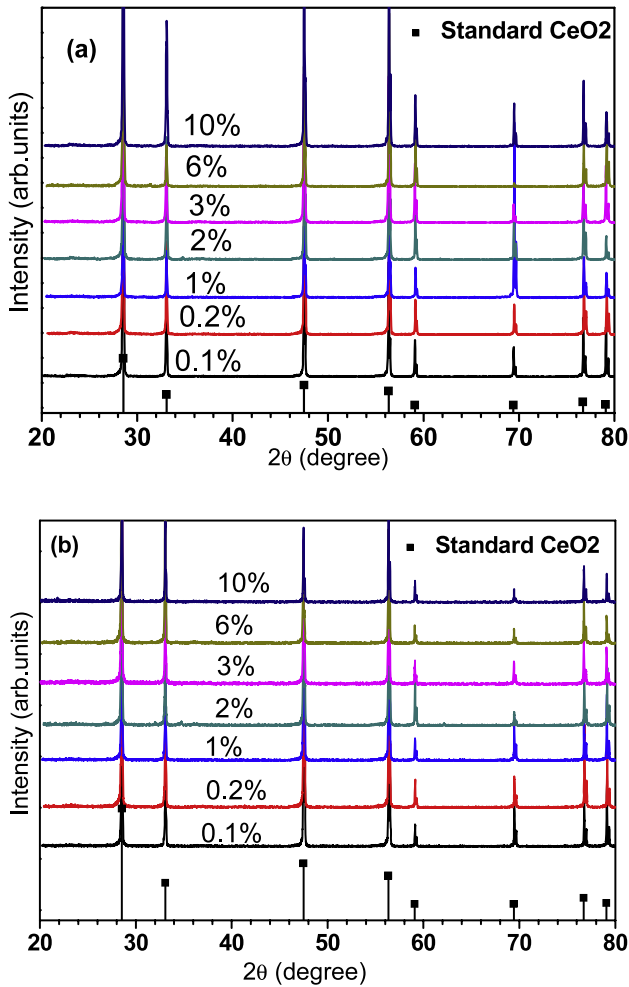 (a)
Standard CeO2
10%
6%
3%
2%
1%
0.2%
0.1%
Intensity (arb.units)
20 30 40 50 60 70 80
2θ (degree)
(b)
Standard CeO2
10%
6%
3%
2%
1%
0.2%
0.1%
Intensity (arb.units)
20 30 40 50 60 70 80
2θ (degree)